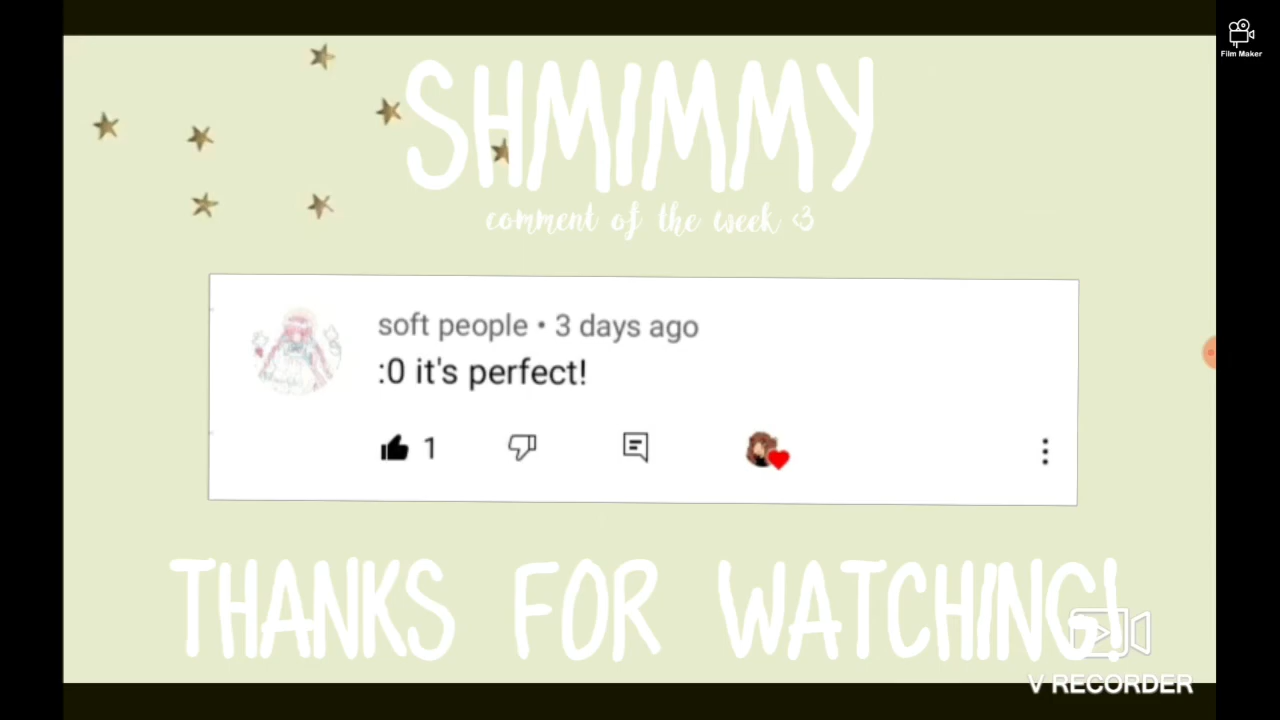 Film Maker
SHMIMMY
comment of the week <3
soft people • 3 days ago
:0 it's perfect!
1
THANKS FOR WATCHING!
V RECORDER